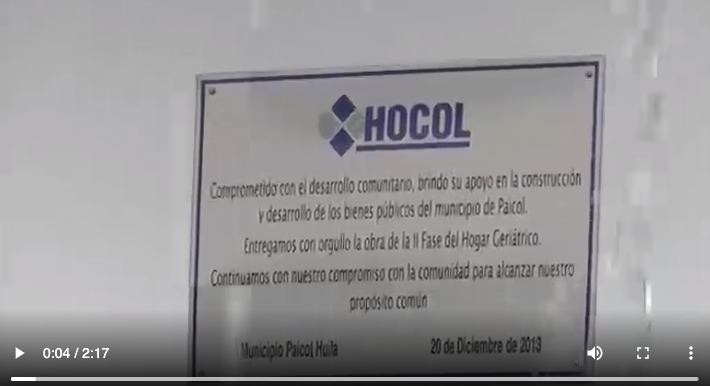 HOCOL
Comprometido con el desarrollo comunitario, brindo su apoyo en la construcción
y desarrollo de los bienes públicos del municipio de Paicol.
Entregamos con orgullo la obra de la II Fase del Hogar Geriátrico.
Continuamos con nuestro compromiso con la comunidad para alcanzar nuestro
propósito común
Municipio Paicol, Huila 20 de Diciembre de 2013
0:04 / 2:17